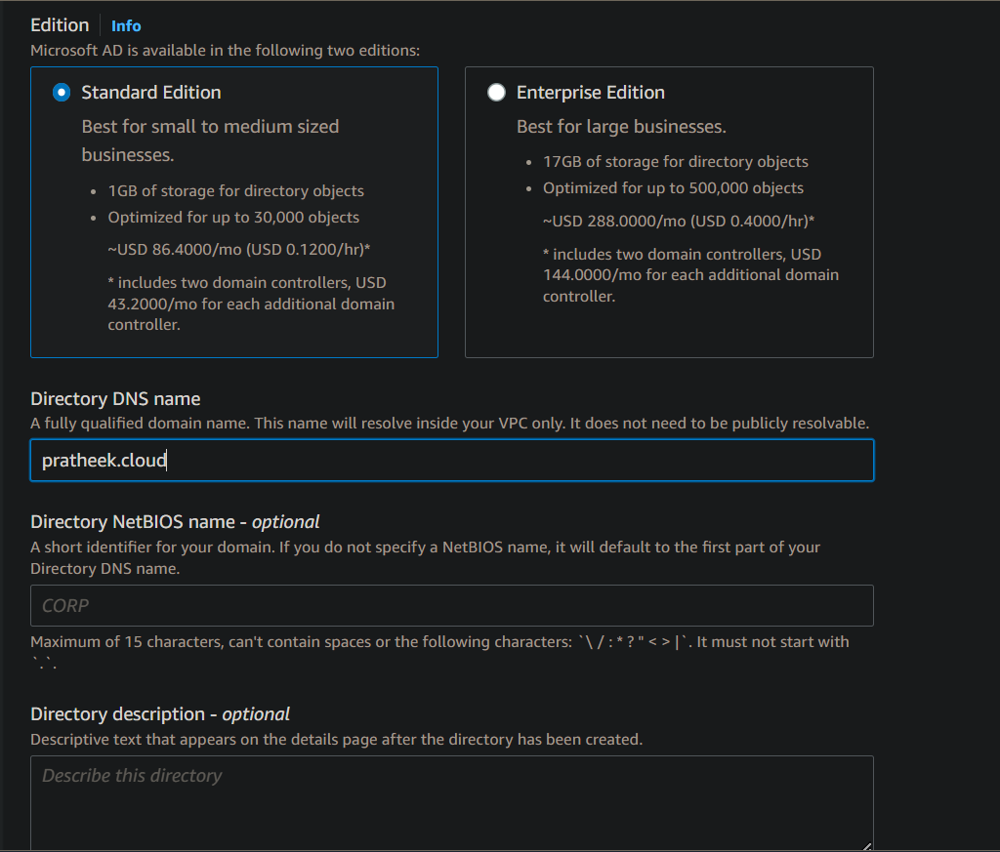 Edition Info
Microsoft AD is available in the following two editions:
Standard Edition
Best for small to medium sized
businesses.
• 1GB of storage for directory objects
• Optimized for up to 30,000 objects
~USD 86.4000/mo (USD 0.1200/hr)*
* includes two domain controllers, USD
43.2000/mo for each additional domain
controller.
Enterprise Edition
Best for large businesses.
• 17GB of storage for directory objects
• Optimized for up to 500,000 objects
~USD 288.0000/mo (USD 0.4000/hr)*
* includes two domain controllers, USD
144.0000/mo for each additional domain
controller.
Directory DNS name
A fully qualified domain name. This name will resolve inside your VPC only. It does not need to be publicly resolvable.
pratheek.cloud
Directory NetBIOS name - optional
A short identifier for your domain. If you do not specify a NetBIOS name, it will default to the first part of your
Directory DNS name.
CORP
Maximum of 15 characters, can't contain spaces or the following characters: `\ / : * ? " < > |`. It must not start with
`.`.
Directory description - optional
Descriptive text that appears on the details page after the directory has been created.
Describe this directory